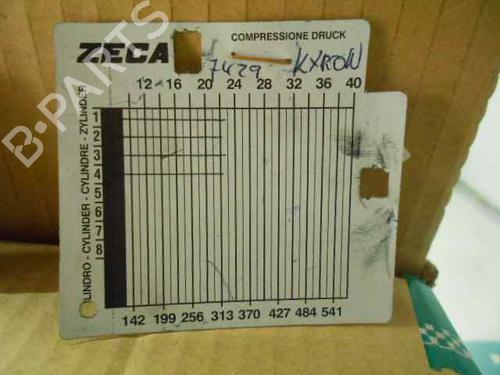 ZECA
COMPRESSIONE DRUCK
7429 KYRON
12 16 20 24 28 32 36 40
LINDRO - CYLINDER - CYLINDRE - ZYLINDER
1
2
3
4
5
6
7
8
142 199 256 313 370 427 484 541
B-PARTS